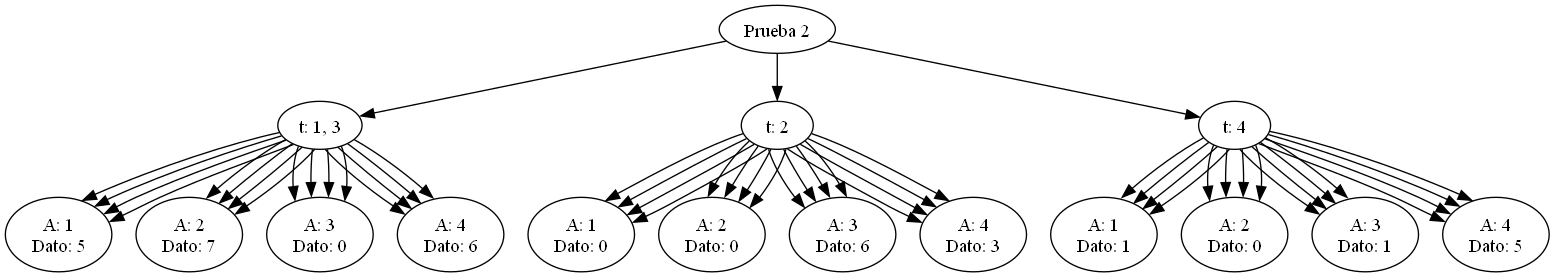 Prueba 2
t: 1, 3
t: 2
t: 4
A: 1
Dato: 5
A: 2
Dato: 7
A: 3
Dato: 0
A: 4
Dato: 6
A: 1
Dato: 0
A: 2
Dato: 0
A: 3
Dato: 6
A: 4
Dato: 3
A: 1
Dato: 1
A: 2
Dato: 0
A: 3
Dato: 1
A: 4
Dato: 5